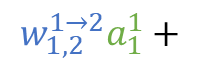 w_{1,2}^{1→2} a_1^1 +